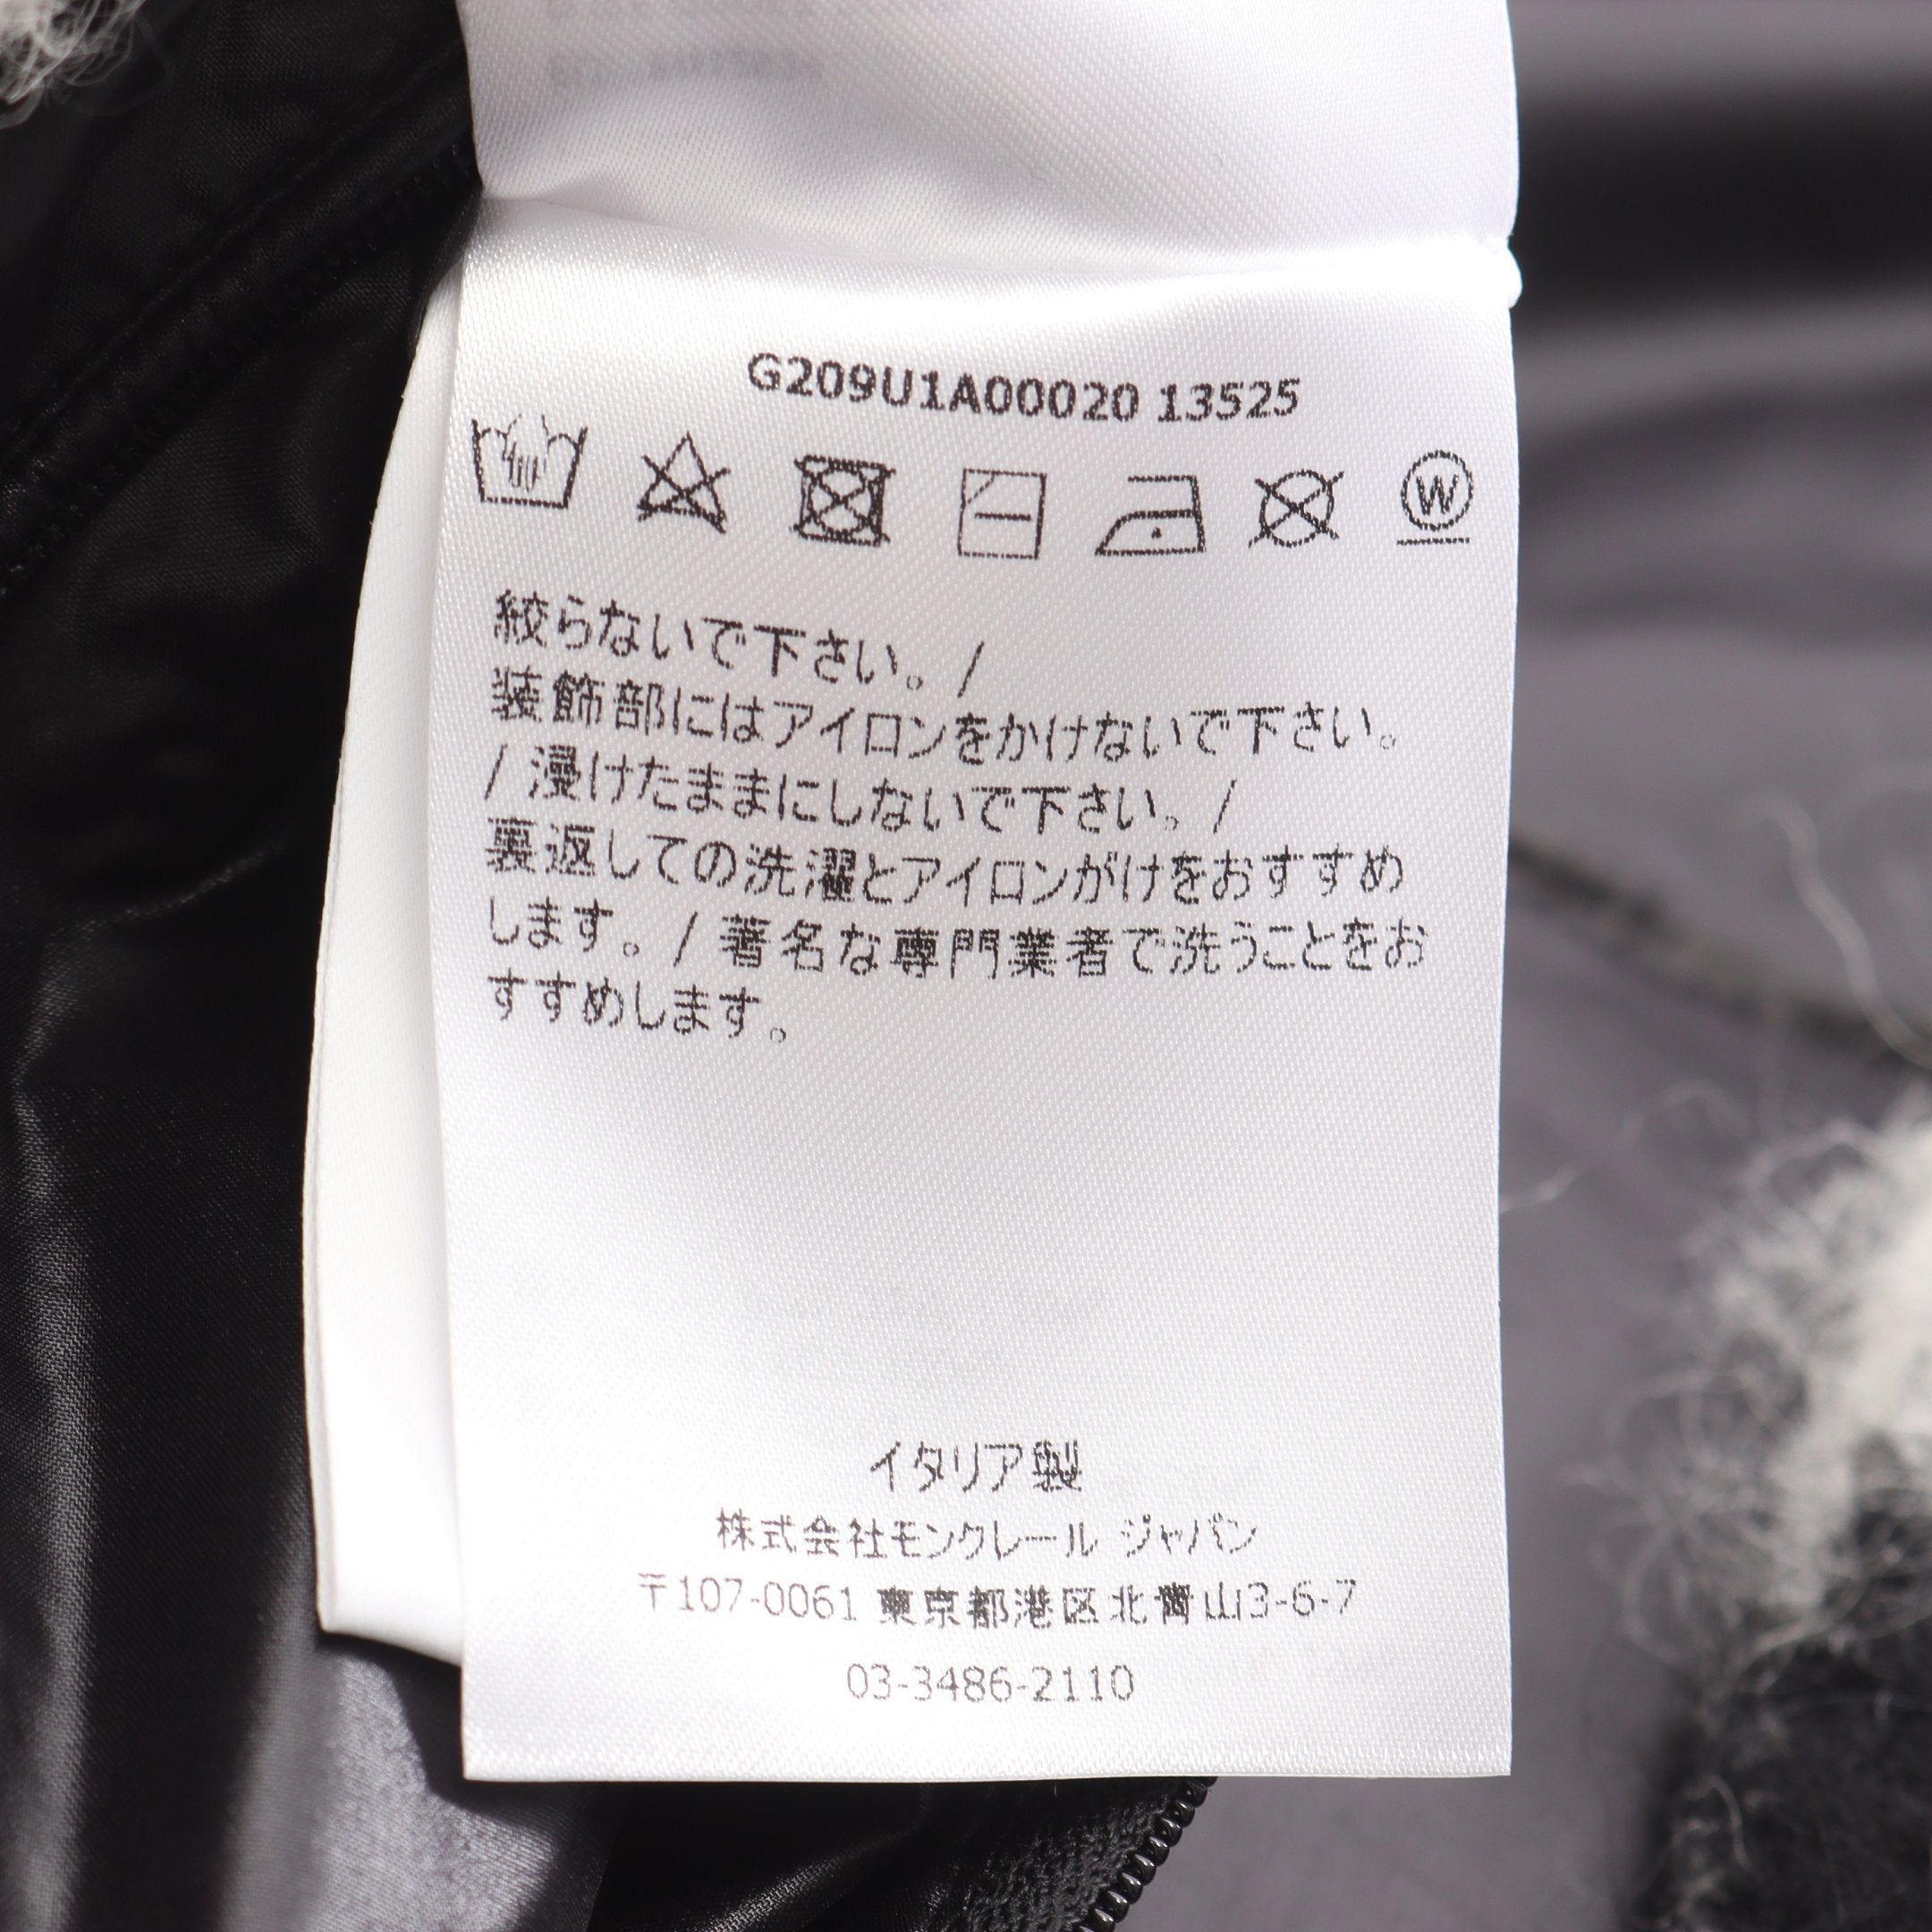 G209U1A00020 13525
W
絞らないで下さい。/
装飾部にはアイロンをかけないで下さい。
/ 浸けたままにしないで下さい。/
裏返しての洗濯とアイロンがけをおすすめ
します。/ 著名な専門業者で洗うことをお
すすめします。
イタリア製
株式会社モンクレール ジャパン
〒107-0061 東京都港区北青山3-6-7
03-3486-2110